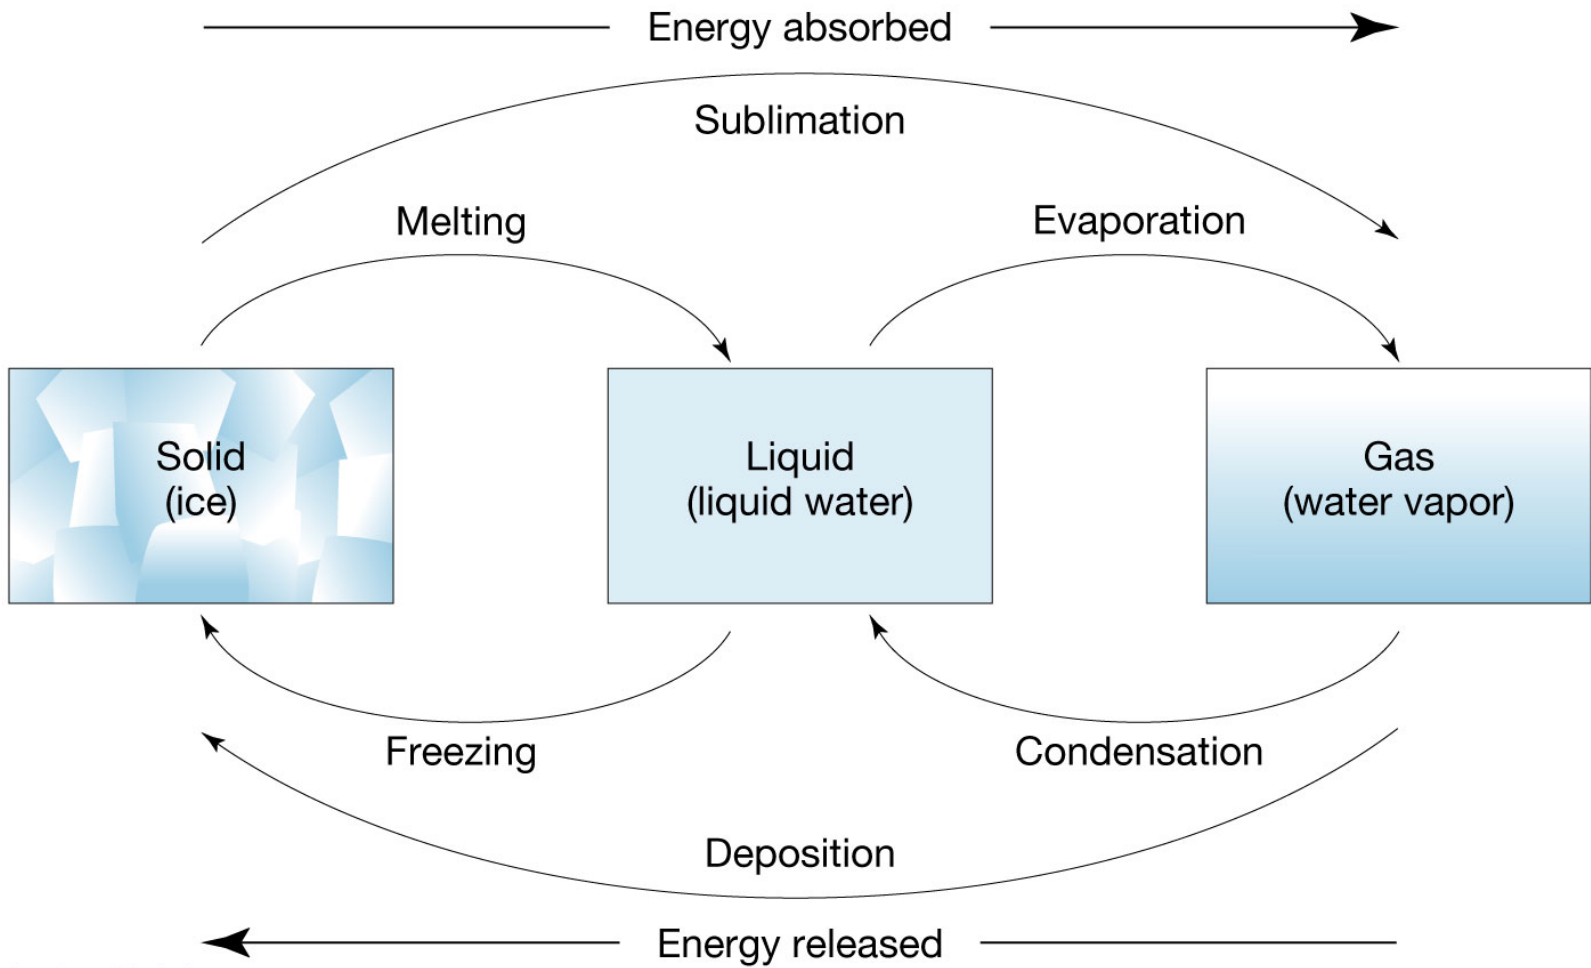 Energy absorbed
Sublimation
Melting
Evaporation
Solid
(ice)
Liquid
(liquid water)
Gas
(water vapor)
Freezing
Condensation
Deposition
Energy released